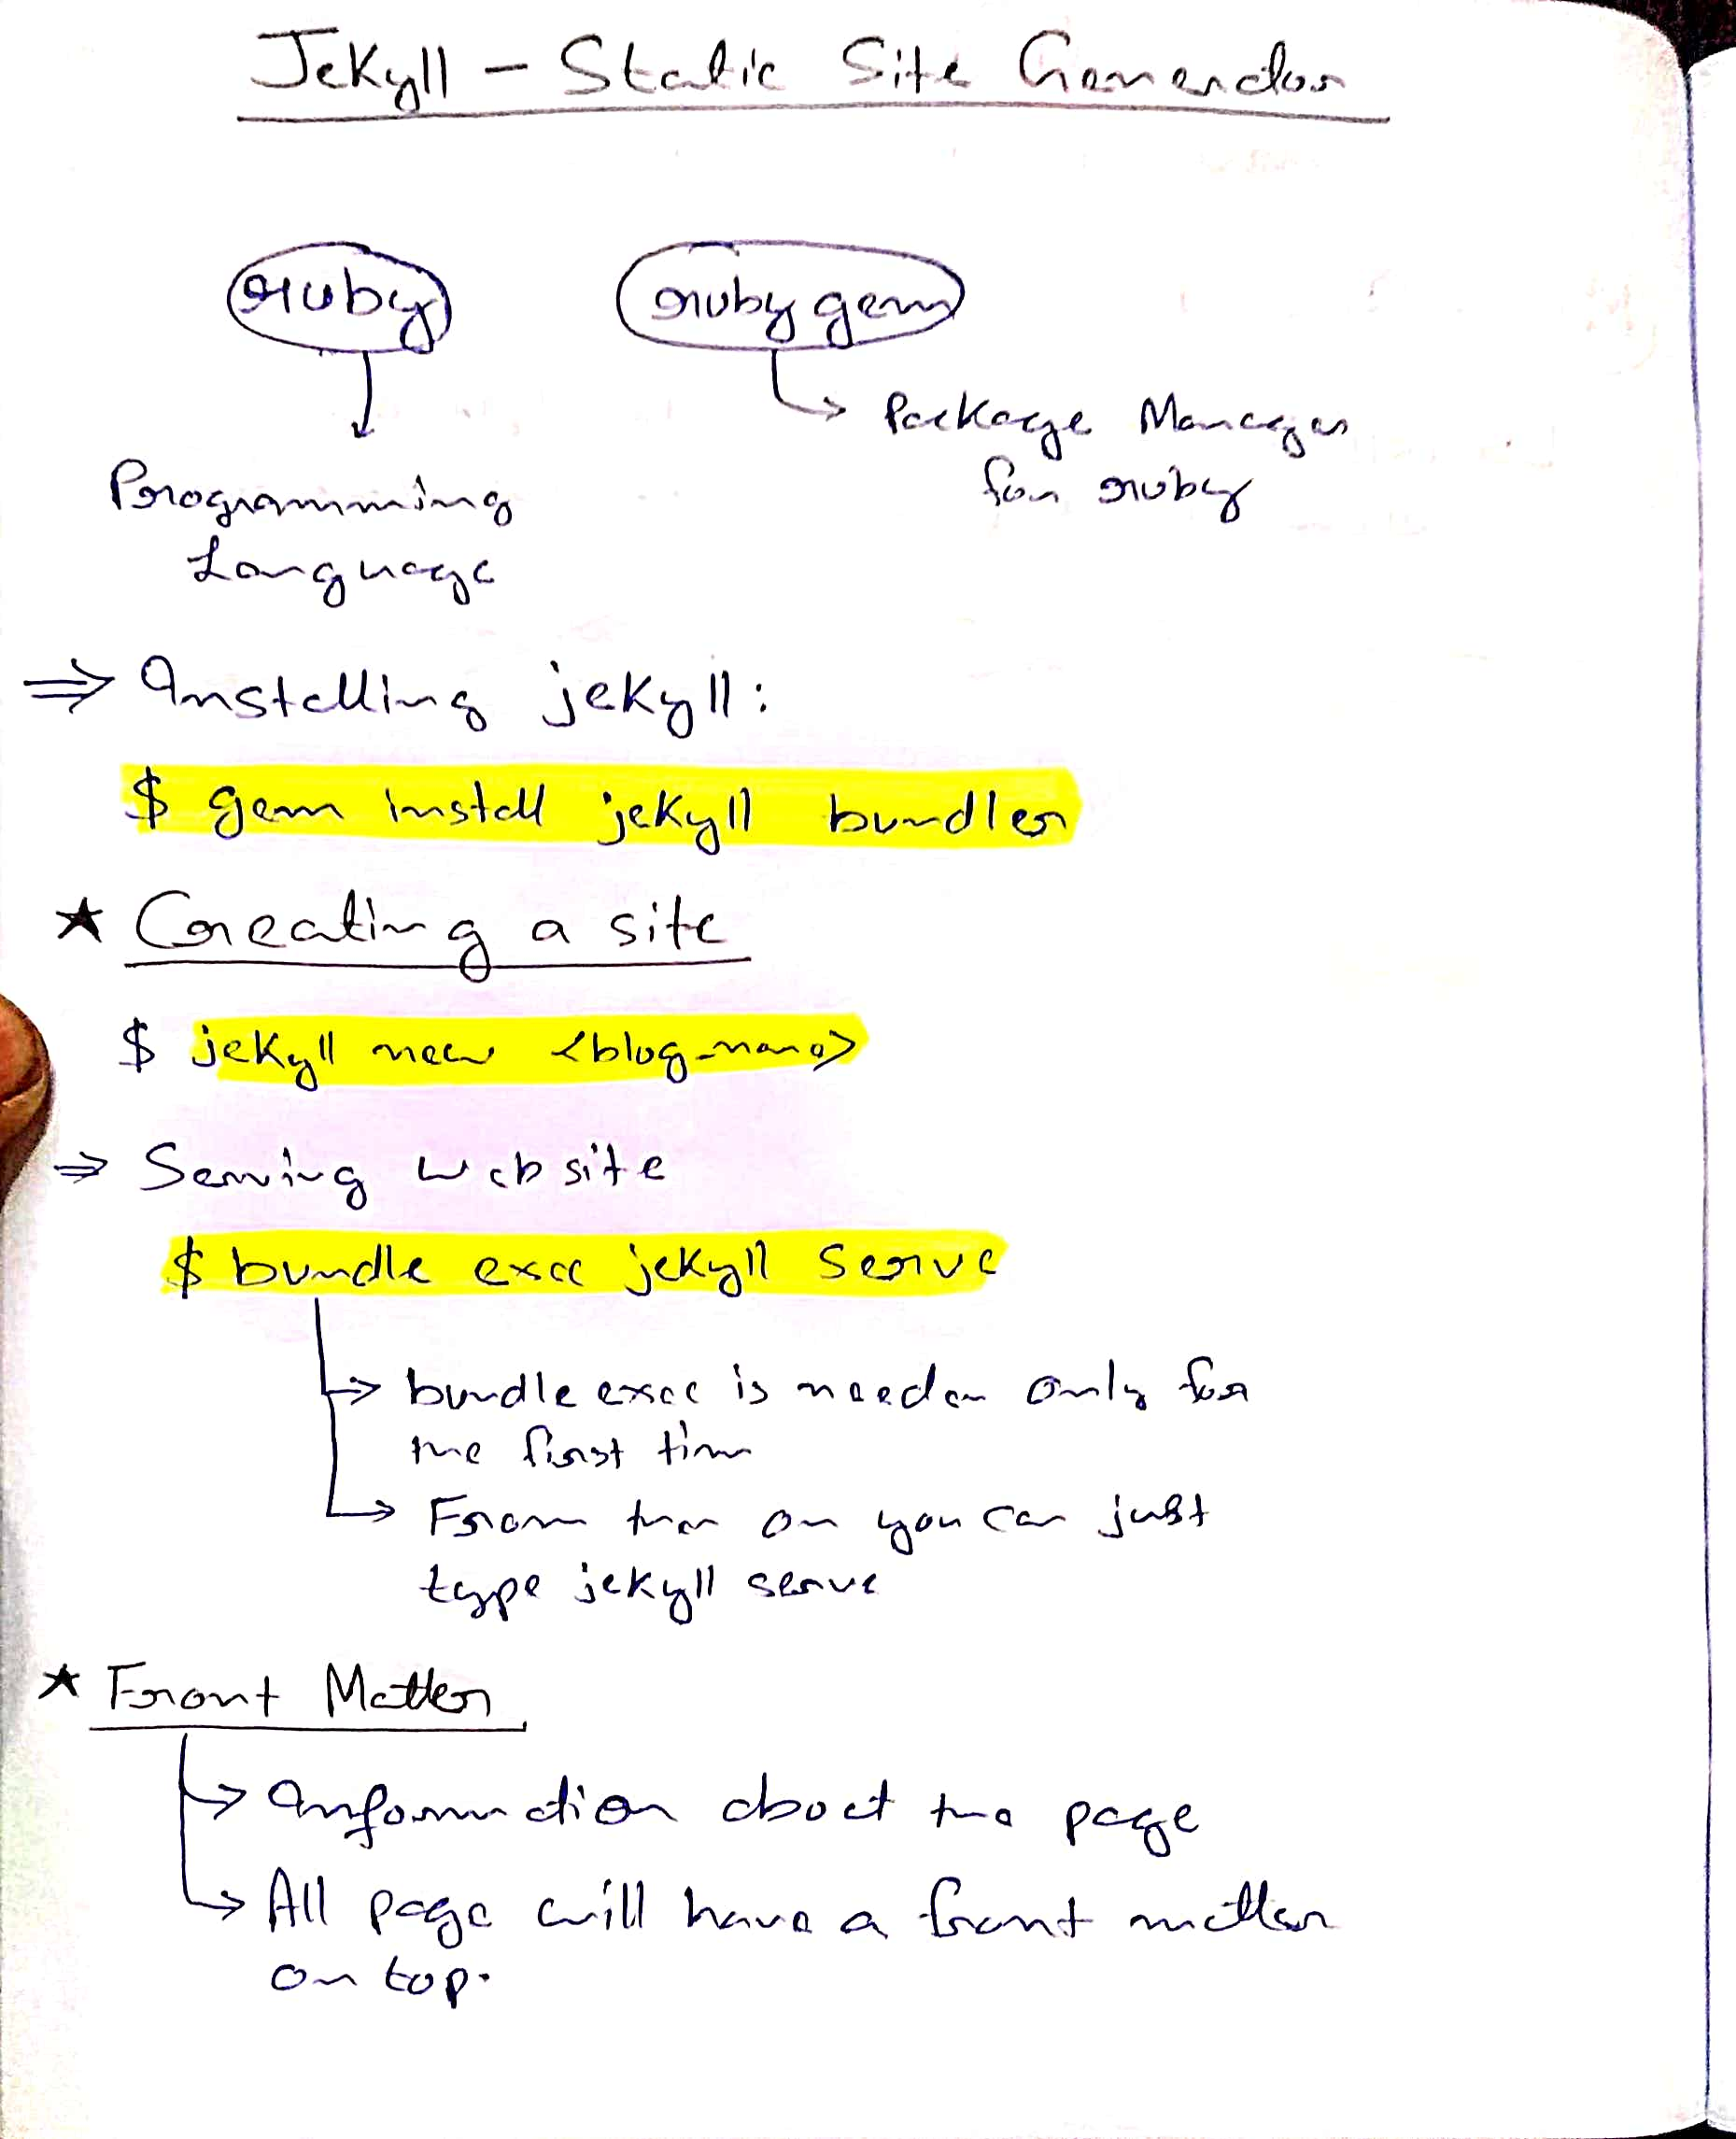 Jekyll - Static Site Generator
ruby
ruby gem
Package Manager
for ruby
Programming
Language
⇒ Installing jekyll:
$ gem install jekyll bundler
★ Creating a site
$ jekyll new <blog-name>
⇒ Serving website
$ bundle exec jekyll serve
→ bundle exec is needed only for
the first time
→ From then on you can just
type jekyll serve
★ Front Matter
→ Information about the page
→ All page will have a front matter
on top.